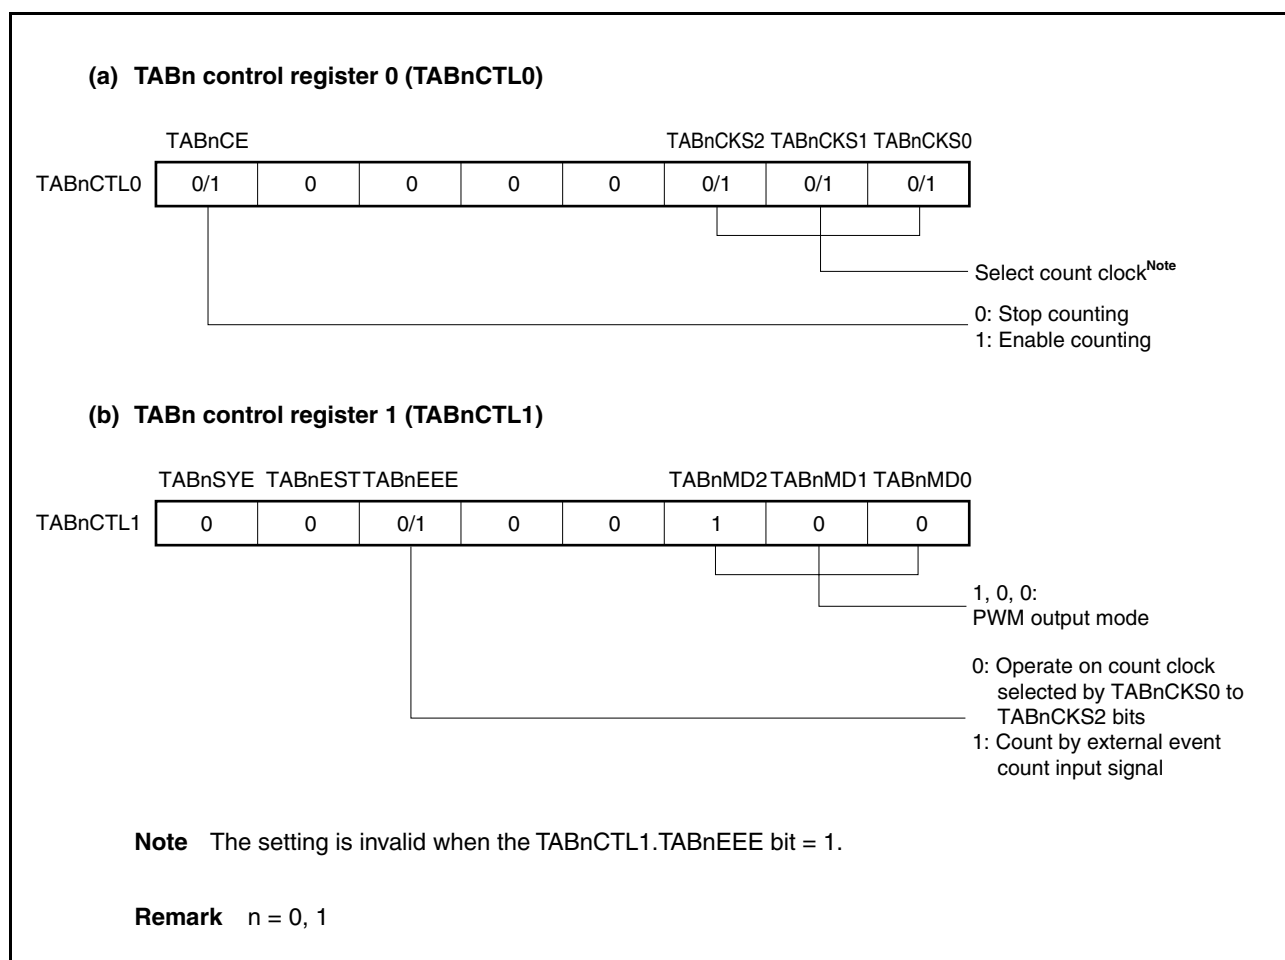 (a) TABn control register 0 (TABnCTL0)
TABnCE TABnCKS2 TABnCKS1 TABnCKS0
TABnCTL0 0/1 0 0 0 0 0/1 0/1 0/1
Select count clockNote
0: Stop counting
1: Enable counting
(b) TABn control register 1 (TABnCTL1)
TABnSYE TABnEST TABnEEE TABnMD2 TABnMD1 TABnMD0
TABnCTL1 0 0 0/1 0 0 1 0 0
1, 0, 0:
PWM output mode
0: Operate on count clock
selected by TABnCKS0 to
TABnCKS2 bits
1: Count by external event
count input signal
Note The setting is invalid when the TABnCTL1.TABnEEE bit = 1.
Remark n = 0, 1